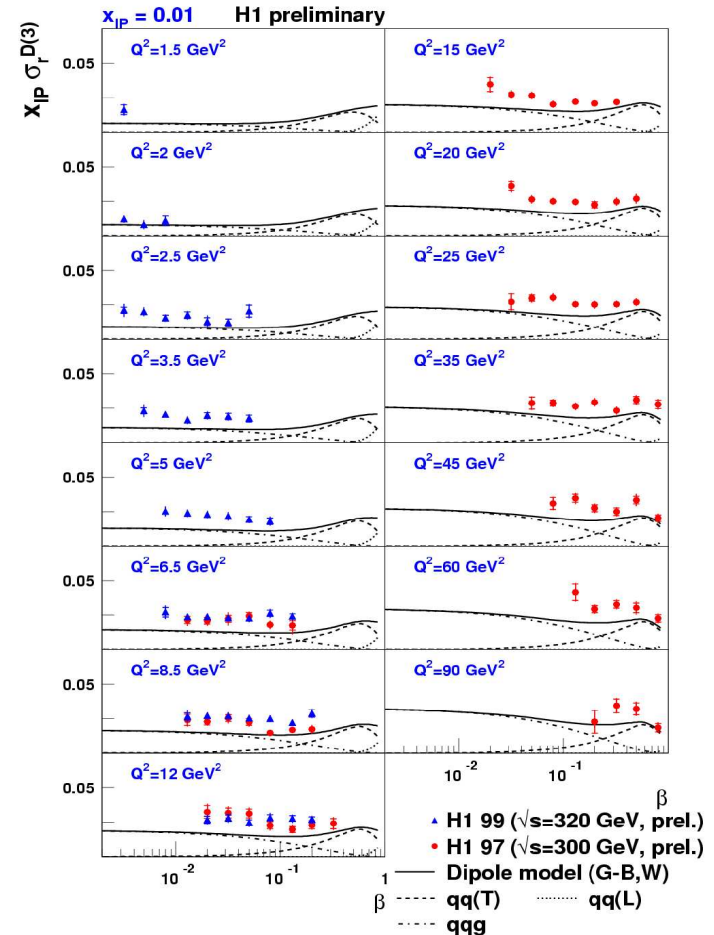 x_IP = 0.01 H1 preliminary
x_IP σ_r^D(3)
Q²=1.5 GeV²
0.05
Q²=2 GeV²
0.05
Q²=2.5 GeV²
0.05
Q²=3.5 GeV²
0.05
Q²=5 GeV²
0.05
Q²=6.5 GeV²
0.05
Q²=8.5 GeV²
0.05
Q²=12 GeV²
0.05
10⁻² 10⁻¹ 1
β
Q²=15 GeV²
Q²=20 GeV²
Q²=25 GeV²
Q²=35 GeV²
Q²=45 GeV²
Q²=60 GeV²
Q²=90 GeV²
10⁻² 10⁻¹
β
H1 99 (√s=320 GeV, prel.)
H1 97 (√s=300 GeV, prel.)
Dipole model (G-B,W)
qq(T) qq(L)
qqg